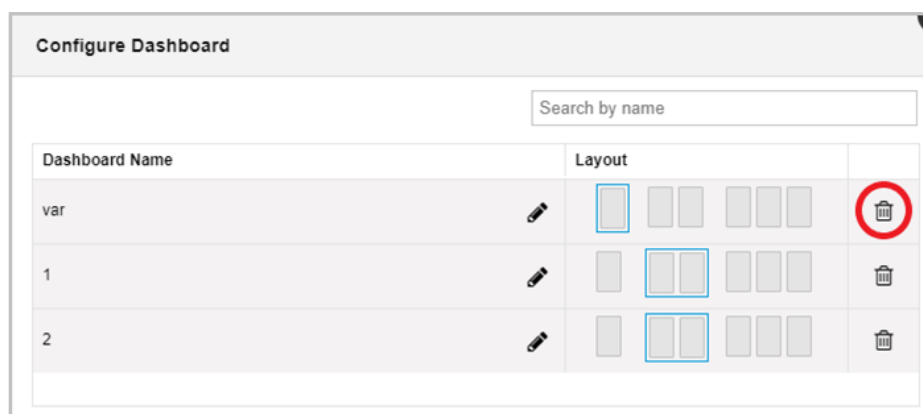 Configure Dashboard
Search by name
Dashboard Name Layout
var
1
2